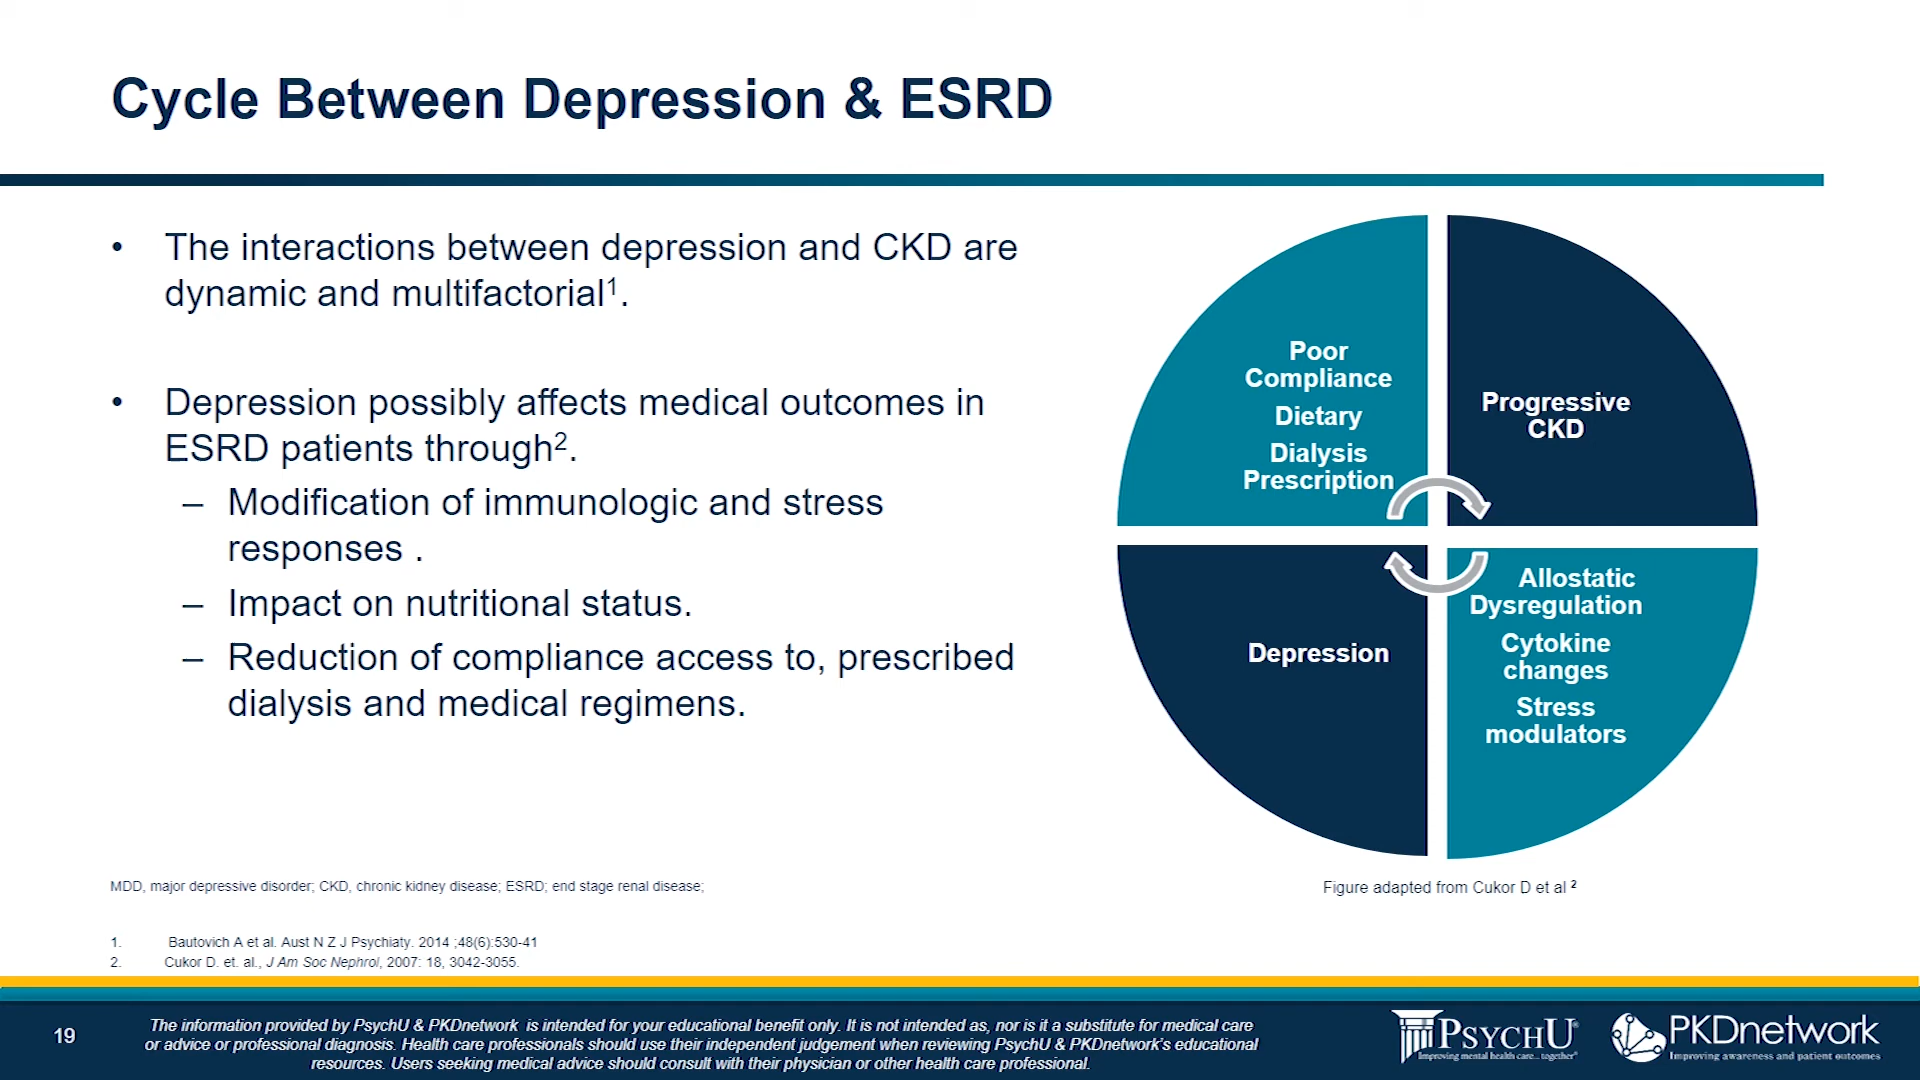 Cycle Between Depression & ESRD
• The interactions between depression and CKD are
dynamic and multifactorial1.
• Depression possibly affects medical outcomes in
ESRD patients through2.
– Modification of immunologic and stress
responses .
– Impact on nutritional status.
– Reduction of compliance access to, prescribed
dialysis and medical regimens.
Poor
Compliance
Dietary
Dialysis
Prescription
Progressive
CKD
Depression
Allostatic
Dysregulation
Cytokine
changes
Stress
modulators
MDD, major depressive disorder; CKD, chronic kidney disease; ESRD; end stage renal disease;
Figure adapted from Cukor D et al 2
1. Bautovich A et al. Aust N Z J Psychiaty. 2014 ;48(6):530-41
2. Cukor D. et. al., J Am Soc Nephrol, 2007: 18, 3042-3055.
19
The information provided by PsychU & PKDnetwork is intended for your educational benefit only. It is not intended as, nor is it a substitute for medical care
or advice or professional diagnosis. Health care professionals should use their independent judgement when reviewing PsychU & PKDnetwork's educational
resources. Users seeking medical advice should consult with their physician or other health care professional.
PSYCHU®
Improving mental health care... together®
PKDnetwork
Improving awareness and patient outcomes